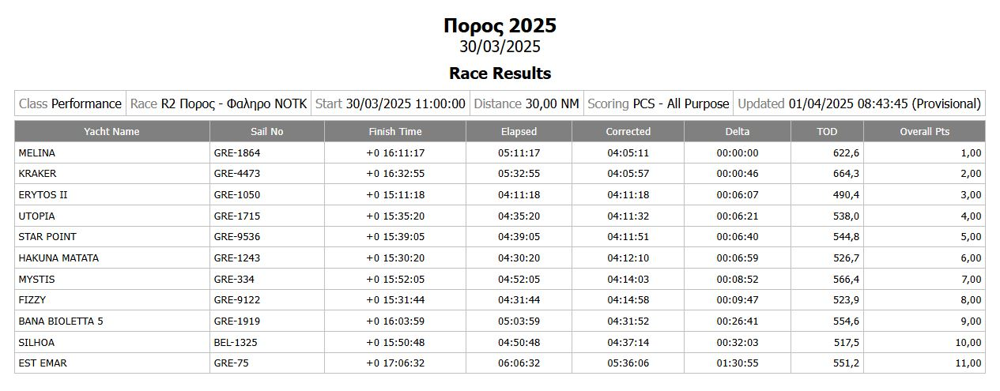 Πορος 2025
30/03/2025
Race Results
Class Performance Race R2 Πορος - Φαληρο ΝΟΤΚ Start 30/03/2025 11:00:00 Distance 30,00 NM Scoring PCS - All Purpose Updated 01/04/2025 08:43:45 (Provisional)
Yacht Name Sail No Finish Time Elapsed Corrected Delta TOD Overall Pts
MELINA GRE-1864 +0 16:11:17 05:11:17 04:05:11 00:00:00 622,6 1,00
KRAKER GRE-4473 +0 16:32:55 05:32:55 04:05:57 00:00:46 664,3 2,00
ERYTOS II GRE-1050 +0 15:11:18 04:11:18 04:11:18 00:06:07 490,4 3,00
UTOPIA GRE-1715 +0 15:35:20 04:35:20 04:11:32 00:06:21 538,0 4,00
STAR POINT GRE-9536 +0 15:39:05 04:39:05 04:11:51 00:06:40 544,8 5,00
HAKUNA MATATA GRE-1243 +0 15:30:20 04:30:20 04:12:10 00:06:59 526,7 6,00
MYSTIS GRE-334 +0 15:52:05 04:52:05 04:14:03 00:08:52 566,4 7,00
FIZZY GRE-9122 +0 15:31:44 04:31:44 04:14:58 00:09:47 523,9 8,00
BANA BIOLETTA 5 GRE-1919 +0 16:03:59 05:03:59 04:31:52 00:26:41 554,6 9,00
SILHOA BEL-1325 +0 15:50:48 04:50:48 04:37:14 00:32:03 517,5 10,00
EST EMAR GRE-75 +0 17:06:32 06:06:32 05:36:06 01:30:55 551,2 11,00